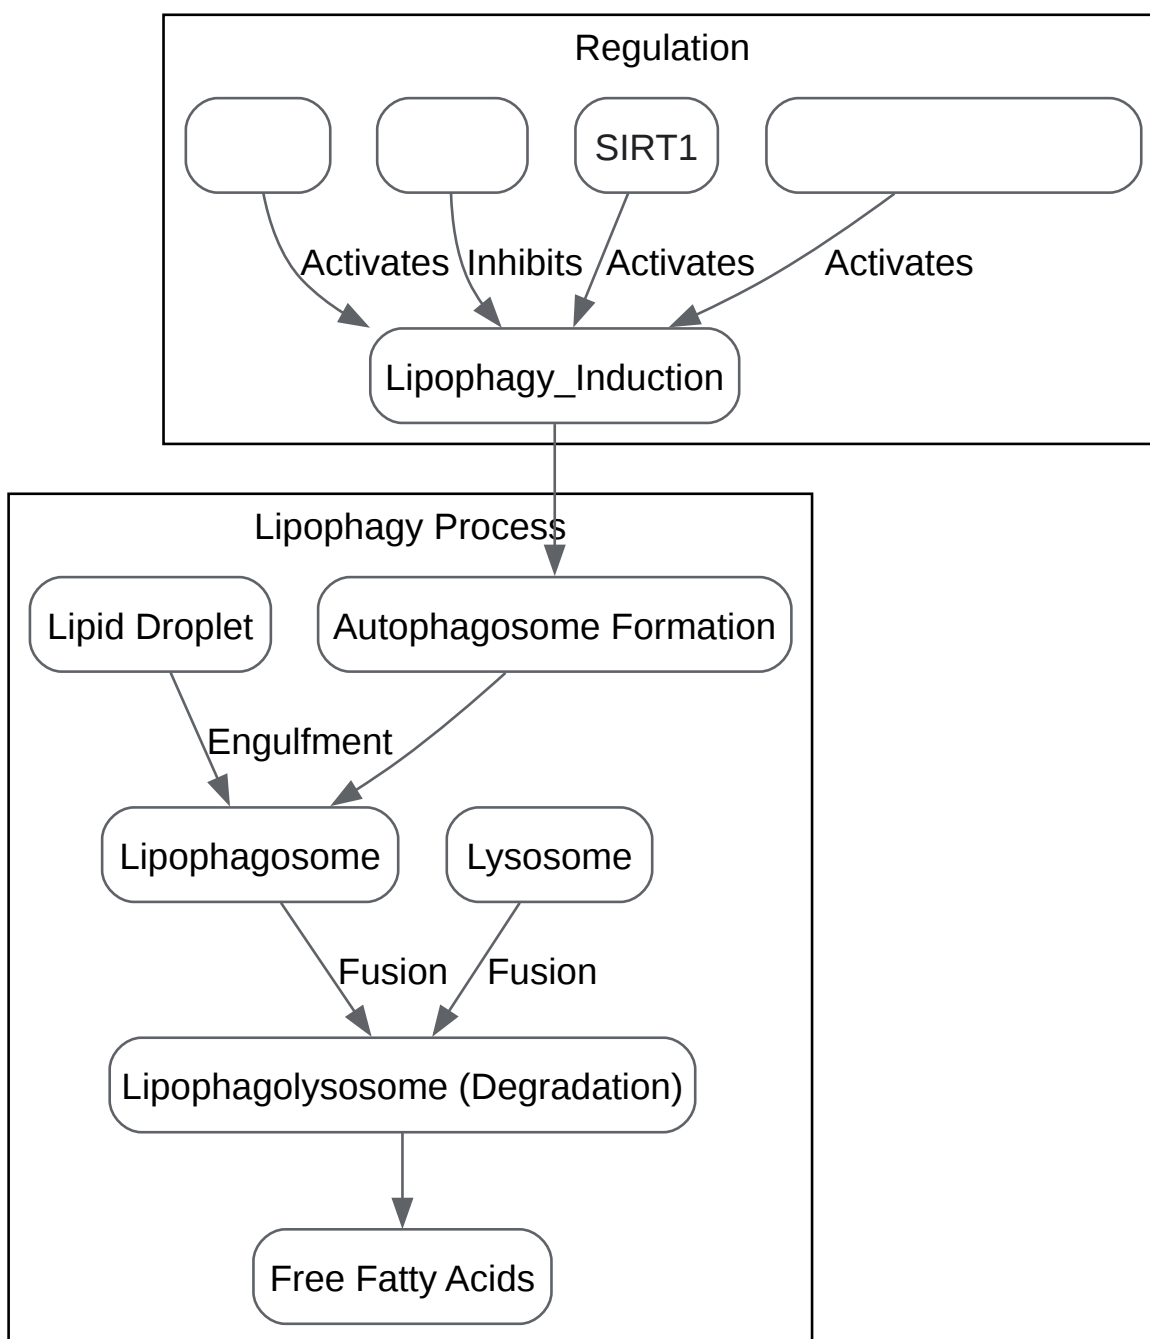 Regulation
SIRT1
Activates
Inhibits
Activates
Activates
Lipophagy_Induction
Lipophagy Process
Lipid Droplet
Autophagosome Formation
Engulfment
Lipophagosome
Lysosome
Fusion
Fusion
Lipophagolysosome (Degradation)
Free Fatty Acids